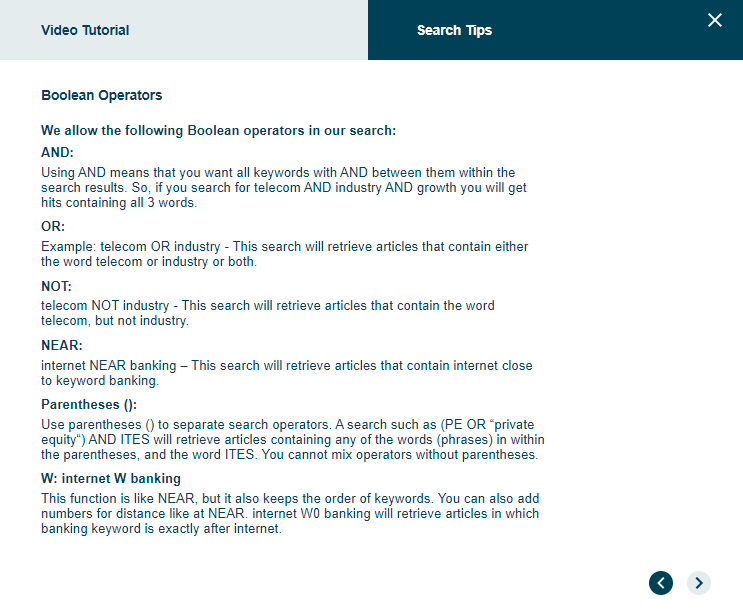 Video Tutorial
Search Tips
Boolean Operators
We allow the following Boolean operators in our search:
AND:
Using AND means that you want all keywords with AND between them within the
search results. So, if you search for telecom AND industry AND growth you will get
hits containing all 3 words.
OR:
Example: telecom OR industry - This search will retrieve articles that contain either
the word telecom or industry or both.
NOT:
telecom NOT industry - This search will retrieve articles that contain the word
telecom, but not industry.
NEAR:
internet NEAR banking – This search will retrieve articles that contain internet close
to keyword banking.
Parentheses ():
Use parentheses () to separate search operators. A search such as (PE OR “private
equity“) AND ITES will retrieve articles containing any of the words (phrases) in within
the parentheses, and the word ITES. You cannot mix operators without parentheses.
W: internet W banking
This function is like NEAR, but it also keeps the order of keywords. You can also add
numbers for distance like at NEAR. internet W0 banking will retrieve articles in which
banking keyword is exactly after internet.